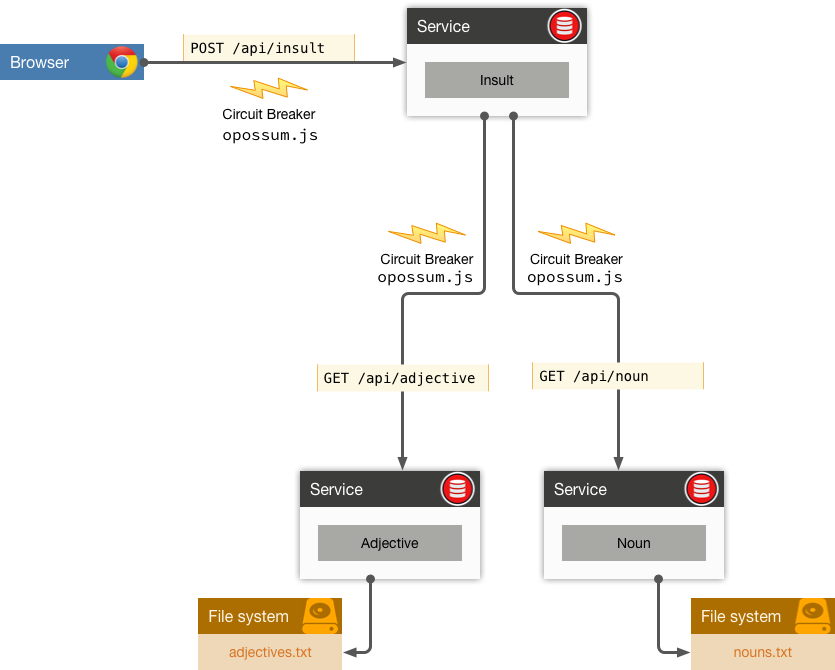 Service
POST /api/insult
Browser
Insult
Circuit Breaker
opossum.js
Circuit Breaker
opossum.js
Circuit Breaker
opossum.js
GET /api/adjective
GET /api/noun
Service
Adjective
Service
Noun
File system
adjectives.txt
File system
nouns.txt